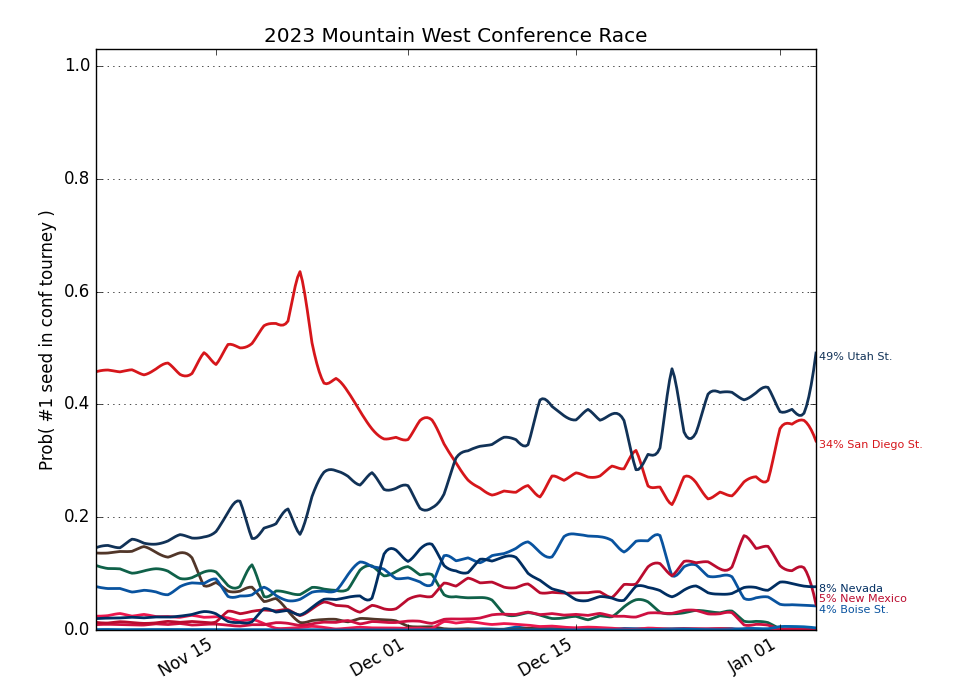 2023 Mountain West Conference Race
Prob( #1 seed in conf tourney )
1.0
0.8
0.6
0.4
0.2
0.0
49% Utah St.
34% San Diego St.
8% Nevada
5% New Mexico
4% Boise St.
Nov 15
Dec 01
Dec 15
Jan 01